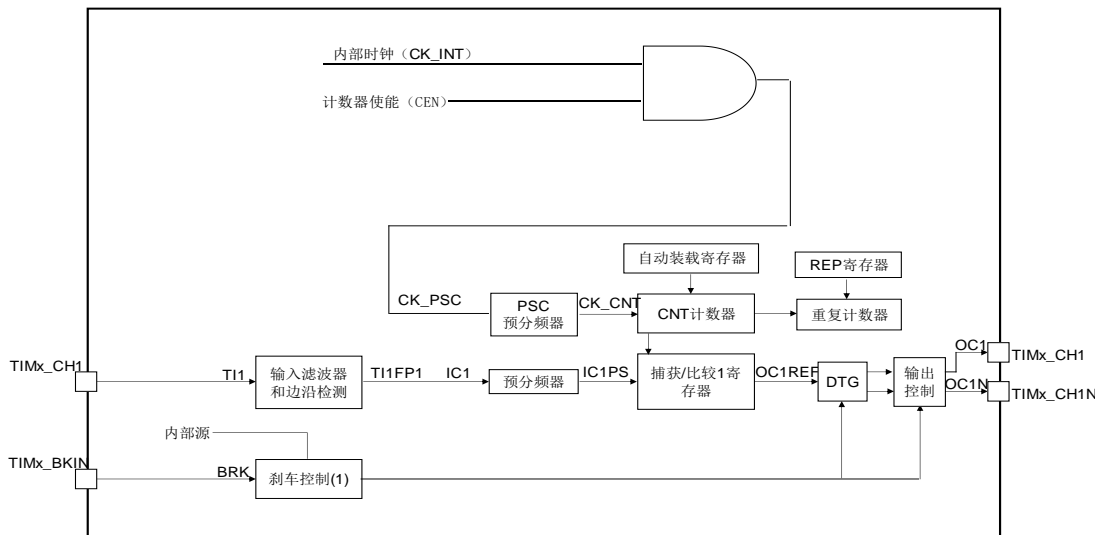 内部时钟（CK_INT）
计数器使能（CEN）
自动装载寄存器
REP寄存器
CK_PSC
PSC
预分频器
CK_CNT
CNT计数器
重复计数器
TIMx_CH1
TI1
输入滤波器
和边沿检测
TI1FP1
IC1
预分频器
IC1PS
捕获/比较1寄
存器
OC1REF
DTG
输出
控制
OC1
TIMx_CH1
OC1N
TIMx_CH1N
内部源
TIMx_BKIN
BRK
刹车控制(1)